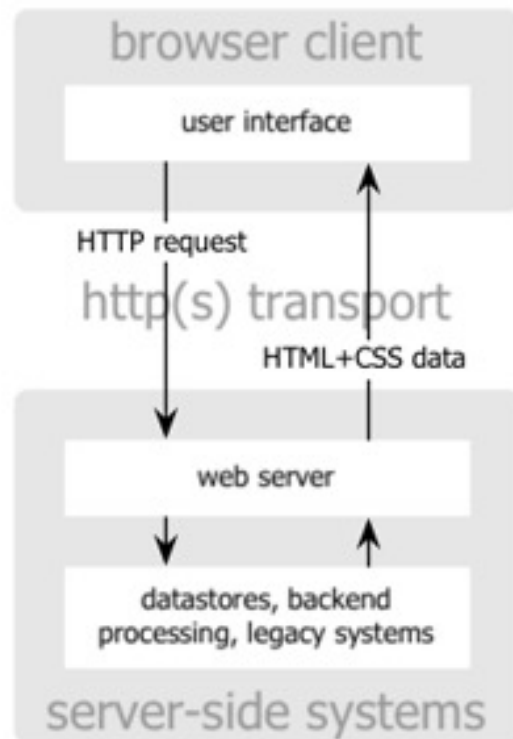 browser client
user interface
HTTP request
http(s) transport
HTML+CSS data
web server
datastores, backend
processing, legacy systems
server-side systems